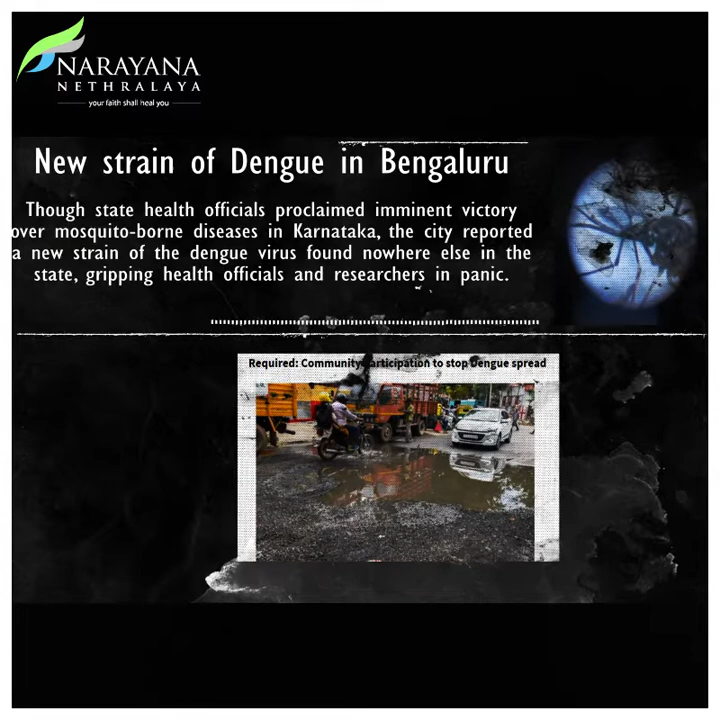 NARAYANA
NETHRALAYA
your faith shall heal you
New strain of Dengue in Bengaluru
Though state health officials proclaimed imminent victory
over mosquito-borne diseases in Karnataka, the city reported
a new strain of the dengue virus found nowhere else in the
state, gripping health officials and researchers in panic.
Required: Community participation to stop Dengue spread